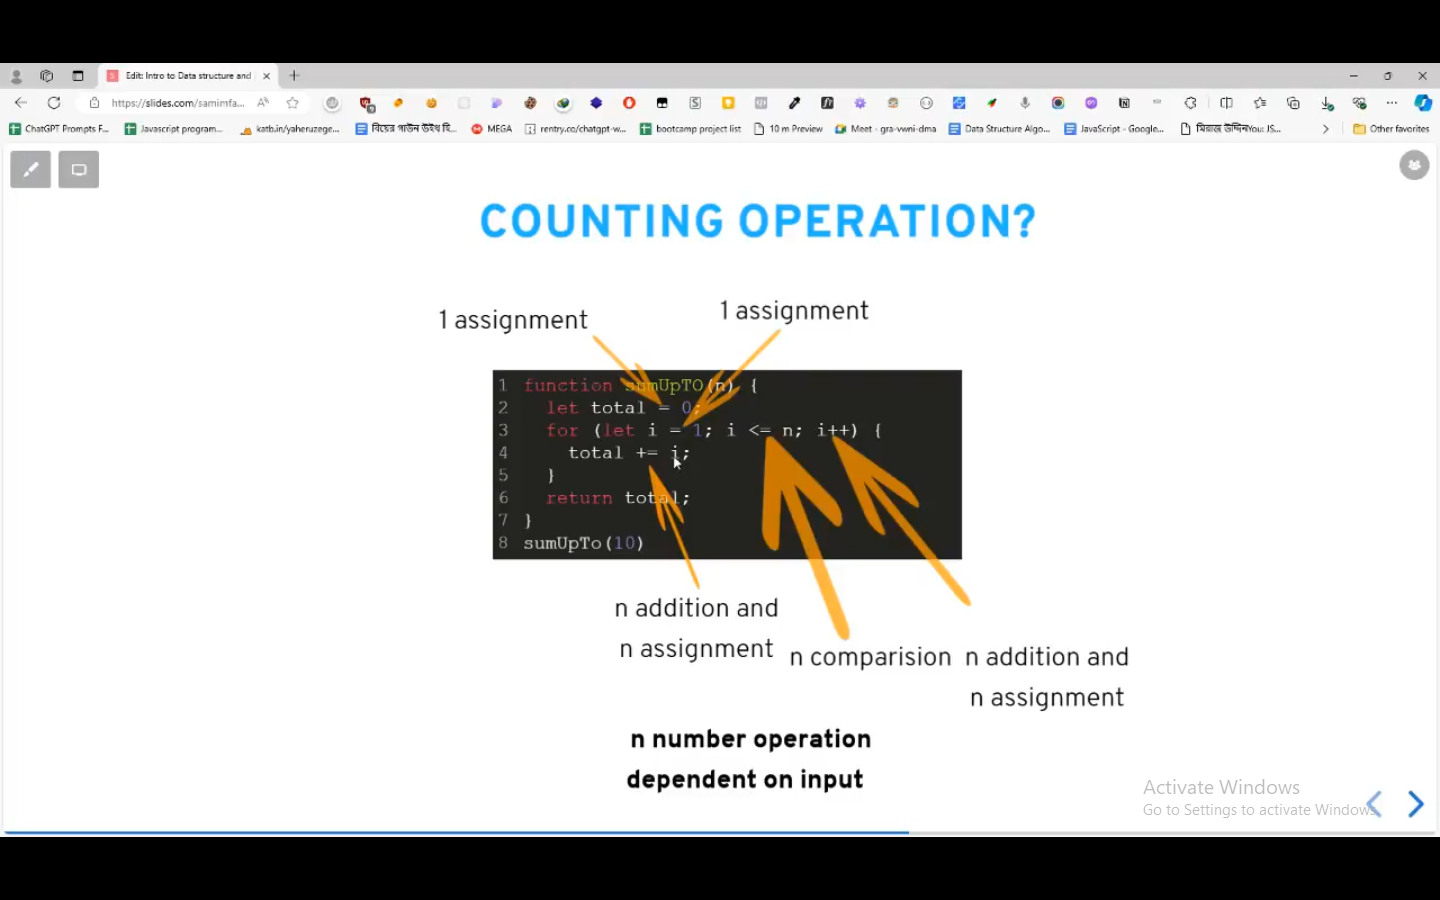 Edit: Intro to Data structure and
https://slides.com/samimfa...
ChatGPT Prompts F...
Javascript program...
katb.in/yaheruzege...
বিয়ের গাউন উইথ হি...
MEGA
rentry.co/chatgpt-w...
bootcamp project list
10 m Preview
Meet - gra-vwni-dma
Data Structure Algo...
JavaScript - Google...
মিরাজ উদ্দিনYou: JS...
Other favorites
COUNTING OPERATION?
1 assignment
1 assignment
1 function sumUpTO(n) {
2 let total = 0;
3 for (let i = 1; i <= n; i++) {
4 total += i;
5 }
6 return total;
7 }
8 sumUpTo(10)
n addition and
n assignment
n comparision
n addition and
n assignment
n number operation
dependent on input
Activate Windows
Go to Settings to activate Windows.